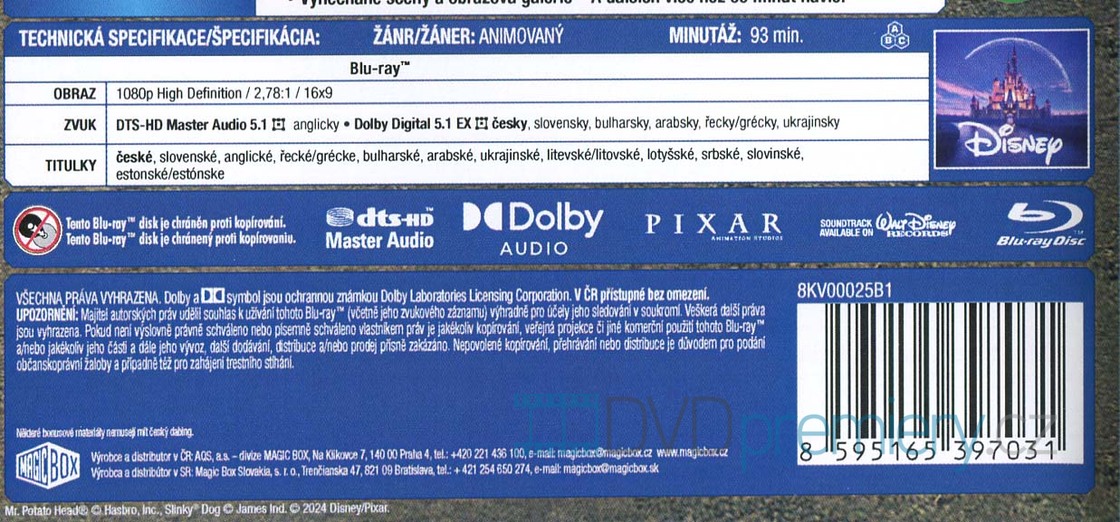 TECHNICKÁ SPECIFIKACE/ŠPECIFIKÁCIA: ŽÁNR/ŽÁNER: ANIMOVANÝ MINUTÁŽ: 93 min. ABC
Blu-ray™
OBRAZ 1080p High Definition / 2,78:1 / 16x9
ZVUK DTS-HD Master Audio 5.1 anglicky • Dolby Digital 5.1 EX česky, slovensky, bulharsky, arabsky, řecky/grécky, ukrajinsky
TITULKY české, slovenské, anglické, řecké/grécke, bulharské, arabské, ukrajinské, litevské/litovské, lotyšské, srbské, slovinské,
estonské/estónske
DISNEY
Tento Blu-ray™ disk je chráněn proti kopírování.
Tento Blu-ray™ disk je chránený proti kopírovaniu.
dts-HD™
Master Audio
Dolby
AUDIO
PIXAR
ANIMATION STUDIOS
SOUNDTRACK
AVAILABLE ON WALT DISNEY RECORDS
Blu-ray Disc™
VŠECHNA PRÁVA VYHRAZENA. Dolby a symbol jsou ochrannou známkou Dolby Laboratories Licensing Corporation. V ČR přístupné bez omezení.
UPOZORNĚNÍ: Majitel autorských práv udělil souhlas k užívání tohoto Blu-ray™ (včetně jeho zvukového záznamu) výhradně pro účely jeho sledování v soukromí. Veškerá další práva
jsou vyhrazena. Pokud není výslovně právně schváleno nebo písemně schváleno vlastníkem práv je jakékoliv kopírování, veřejná projekce či jiné komerční použití tohoto Blu-ray™
a/nebo jakékoliv jeho části a dále jeho vývoz, další dodávání, distribuce a/nebo prodej přísně zakázáno. Nepovolené kopírování, přehrávání nebo distribuce je důvodem pro podání
občanskoprávní žaloby a případně též pro zahájení trestního stíhání.
8KV00025B1
8 595165 397031
DVDpremiery.cz
Některé bonusové materiály nemusejí mít český dabing.
MAGIC BOX
Výrobce a distributor v ČR: AQS, a.s. – divize MAGIC BOX, Na Klikovce 7, 140 00 Praha 4, tel.: +420 221 436 100, e-mail: magicbox@magicbox.cz www.magicbox.cz
Výrobca a distribútor v SR: Magic Box Slovakia, s. r. o., Trenčianska 47, 821 09 Bratislava, tel.: + 421 254 650 274, e-mail: magicbox@magicbox.sk
Mr. Potato Head® © Hasbro, Inc., Slinky® Dog © James Ind. © 2024 Disney/Pixar.